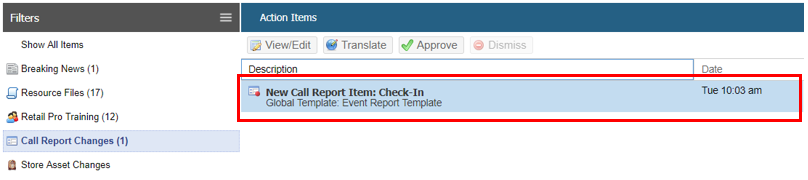 Filters
Show All Items
Breaking News (1)
Resource Files (17)
Retail Pro Training (12)
Call Report Changes (1)
Store Asset Changes
Action Items
View/Edit Translate Approve Dismiss
Description Date
New Call Report Item: Check-In Tue 10:03 am
Global Template: Event Report Template